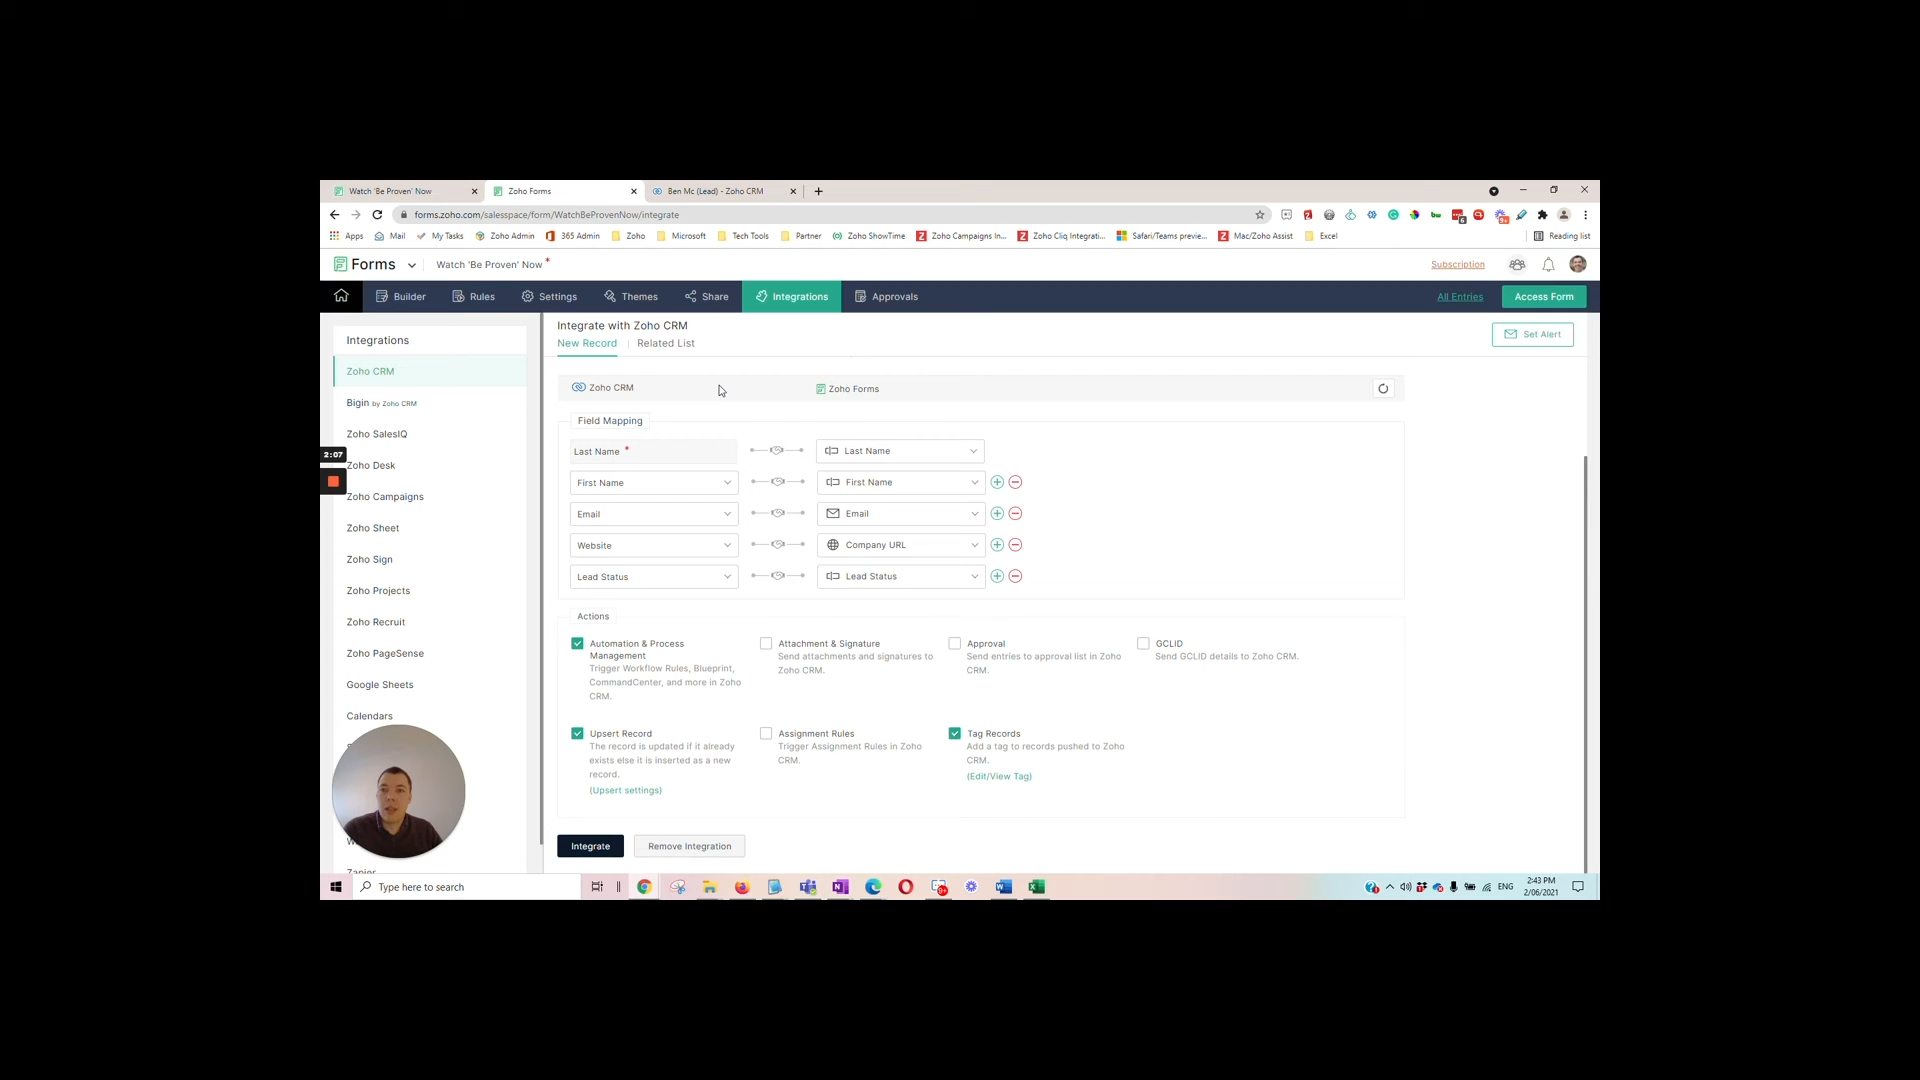 Watch 'Be Proven' Now
Zoho Forms
Ben Mc (Lead) - Zoho CRM
forms.zoho.com/salesspace/form/WatchBeProvenNow/integrate
Apps
Mail
My Tasks
Zoho Admin
365 Admin
Zoho
Microsoft
Tech Tools
Partner
Zoho ShowTime
Zoho Campaigns In...
Zoho Cliq Integrati...
Safari/Teams previe...
Mac/Zoho Assist
Excel
Reading list
Forms
Watch 'Be Proven' Now *
Subscription
Builder
Rules
Settings
Themes
Share
Integrations
Approvals
All Entries
Access Form
Integrations
Zoho CRM
Bigin by Zoho CRM
Zoho SalesIQ
Zoho Desk
Zoho Campaigns
Zoho Sheet
Zoho Sign
Zoho Projects
Zoho Recruit
Zoho PageSense
Google Sheets
Calendars
Zapier
2:07
Integrate with Zoho CRM
New Record
Related List
Set Alert
Zoho CRM
Zoho Forms
Field Mapping
Last Name *
Last Name
First Name
First Name
Email
Email
Website
Company URL
Lead Status
Lead Status
Actions
Automation & Process
Management
Trigger Workflow Rules, Blueprint,
CommandCenter, and more in Zoho
CRM.
Attachment & Signature
Send attachments and signatures to
Zoho CRM.
Approval
Send entries to approval list in Zoho
CRM.
GCLID
Send GCLID details to Zoho CRM.
Upsert Record
The record is updated if it already
exists else it is inserted as a new
record.
(Upsert settings)
Assignment Rules
Trigger Assignment Rules in Zoho
CRM.
Tag Records
Add a tag to records pushed to Zoho
CRM.
(Edit/View Tag)
Integrate
Remove Integration
Type here to search
ENG
2:43 PM
2/06/2021